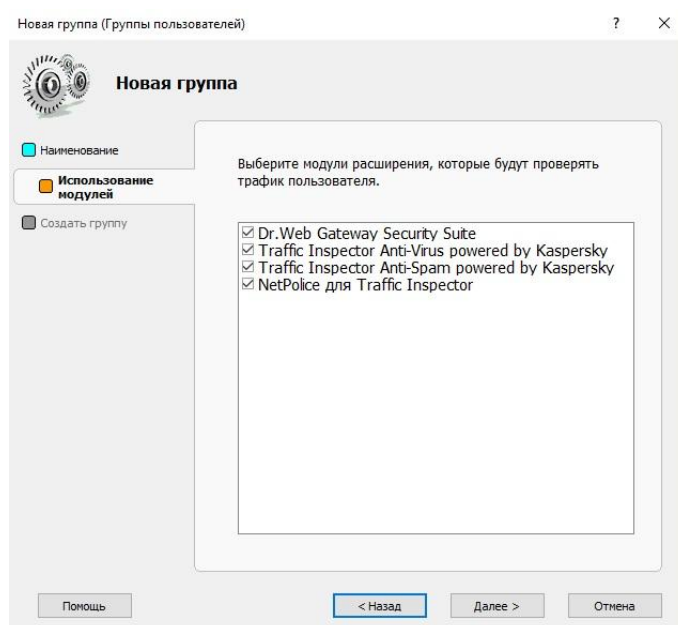 Новая группа (Группы пользователей)
?
Новая группа
Наименование
Использование
модулей
Создать группу
Выберите модули расширения, которые будут проверять
трафик пользователя.
Dr.Web Gateway Security Suite
Traffic Inspector Anti-Virus powered by Kaspersky
Traffic Inspector Anti-Spam powered by Kaspersky
NetPolice для Traffic Inspector
Помощь
< Назад
Далее >
Отмена